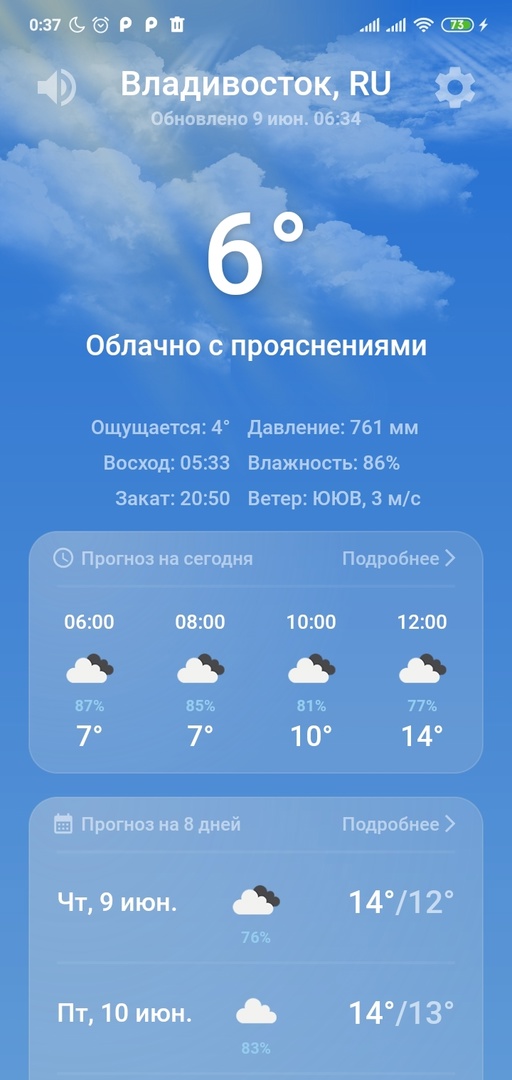 0:37 73
Владивосток, RU
Обновлено 9 июн. 06:34
6°
Облачно с прояснениями
Ощущается: 4° Давление: 761 мм
Восход: 05:33 Влажность: 86%
Закат: 20:50 Ветер: ЮЮВ, 3 м/с
Прогноз на сегодня Подробнее
06:00 08:00 10:00 12:00
87% 85% 81% 77%
7° 7° 10° 14°
Прогноз на 8 дней Подробнее
Чт, 9 июн. 14°/12°
76%
Пт, 10 июн. 14°/13°
83%